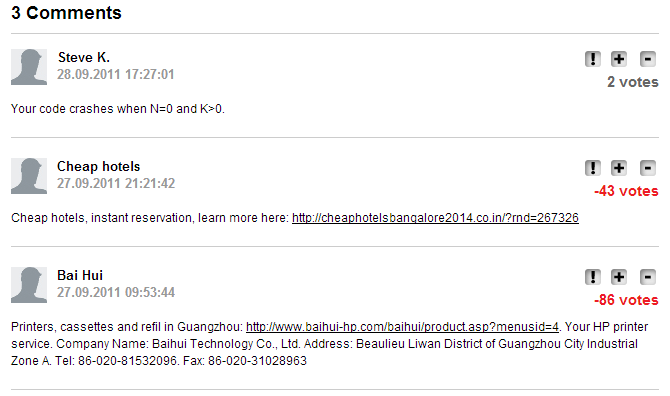 3 Comments
Steve K.
28.09.2011 17:27:01
! + -
2 votes
Your code crashes when N=0 and K>0.
Cheap hotels
27.09.2011 21:21:42
! + -
-43 votes
Cheap hotels, instant reservation, learn more here: http://cheaphotelsbangalore2014.co.in/?rnd=267326
Bai Hui
27.09.2011 09:53:44
! + -
-86 votes
Printers, cassettes and refil in Guangzhou: http://www.baihui-hp.com/baihui/product.asp?menusid=4. Your HP printer
service. Company Name: Baihui Technology Co., Ltd. Address: Beaulieu Liwan District of Guangzhou City Industrial
Zone A. Tel: 86-020-81532096. Fax: 86-020-31028963